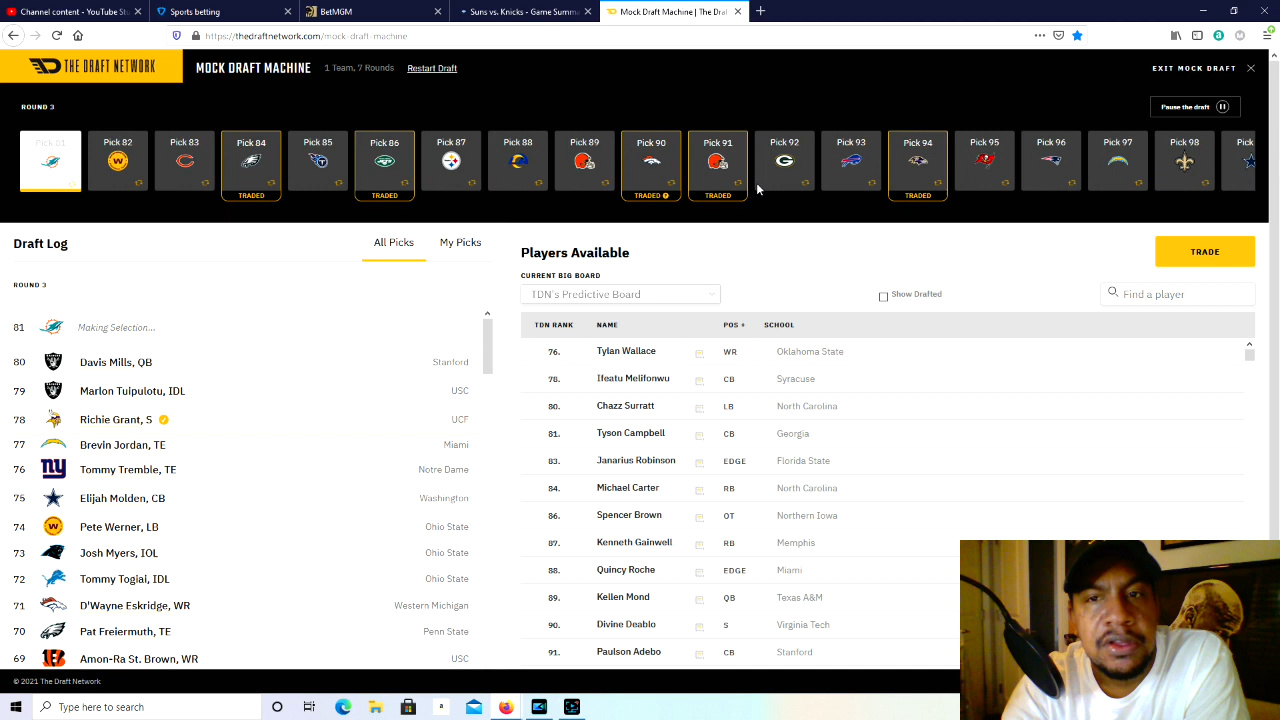 Channel content - YouTube Stu
Sports betting
BetMGM
Suns vs. Knicks - Game Summa
Mock Draft Machine | The Draf
https://thedraftnetwork.com/mock-draft-machine
THE DRAFT NETWORK
MOCK DRAFT MACHINE
1 Team, 7 Rounds
Restart Draft
EXIT MOCK DRAFT
ROUND 3
Pause the draft
Pick 81
Pick 82
Pick 83
Pick 84
Pick 85
Pick 86
Pick 87
Pick 88
Pick 89
Pick 90
Pick 91
Pick 92
Pick 93
Pick 94
Pick 95
Pick 96
Pick 97
Pick 98
TRADED
TRADED
TRADED
TRADED
TRADED
Draft Log
All Picks
My Picks
ROUND 3
81 Making Selection...
80 Davis Mills, QB Stanford
79 Marlon Tuipulotu, IDL USC
78 Richie Grant, S UCF
77 Brevin Jordan, TE Miami
76 Tommy Tremble, TE Notre Dame
75 Elijah Molden, CB Washington
74 Pete Werner, LB Ohio State
73 Josh Myers, IOL Ohio State
72 Tommy Togial, IDL Ohio State
71 D'Wayne Eskridge, WR Western Michigan
70 Pat Freiermuth, TE Penn State
69 Amon-Ra St. Brown, WR USC
Players Available
TRADE
CURRENT BIG BOARD
TDN's Predictive Board
Show Drafted
Find a player
TDN RANK NAME POS + SCHOOL
76. Tylan Wallace WR Oklahoma State
78. Ifeatu Melifonwu CB Syracuse
80. Chazz Surratt LB North Carolina
81. Tyson Campbell CB Georgia
83. Janarius Robinson EDGE Florida State
84. Michael Carter RB North Carolina
86. Spencer Brown OT Northern Iowa
87. Kenneth Gainwell RB Memphis
88. Quincy Roche EDGE Miami
89. Kellen Mond QB Texas A&M
90. Divine Deablo S Virginia Tech
91. Paulson Adebo CB Stanford
© 2021 The Draft Network
Type here to search